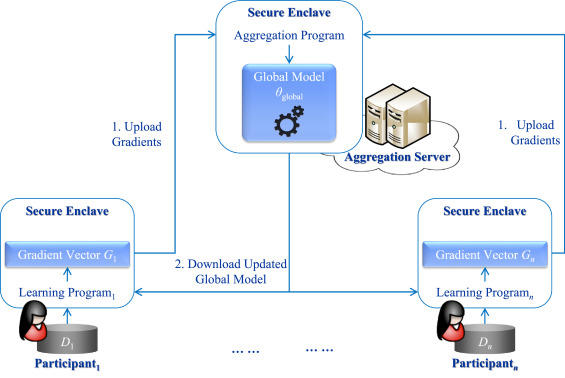 Secure Enclave
Aggregation Program
Global Model
θglobal
1. Upload
Gradients
1. Upload
Gradients
Aggregation Server
Secure Enclave
Gradient Vector G1
Learning Program1
D1
Participant1
2. Download Updated
Global Model
... ...
... ...
Secure Enclave
Gradient Vector Gn
Learning Programn
Dn
Participantn